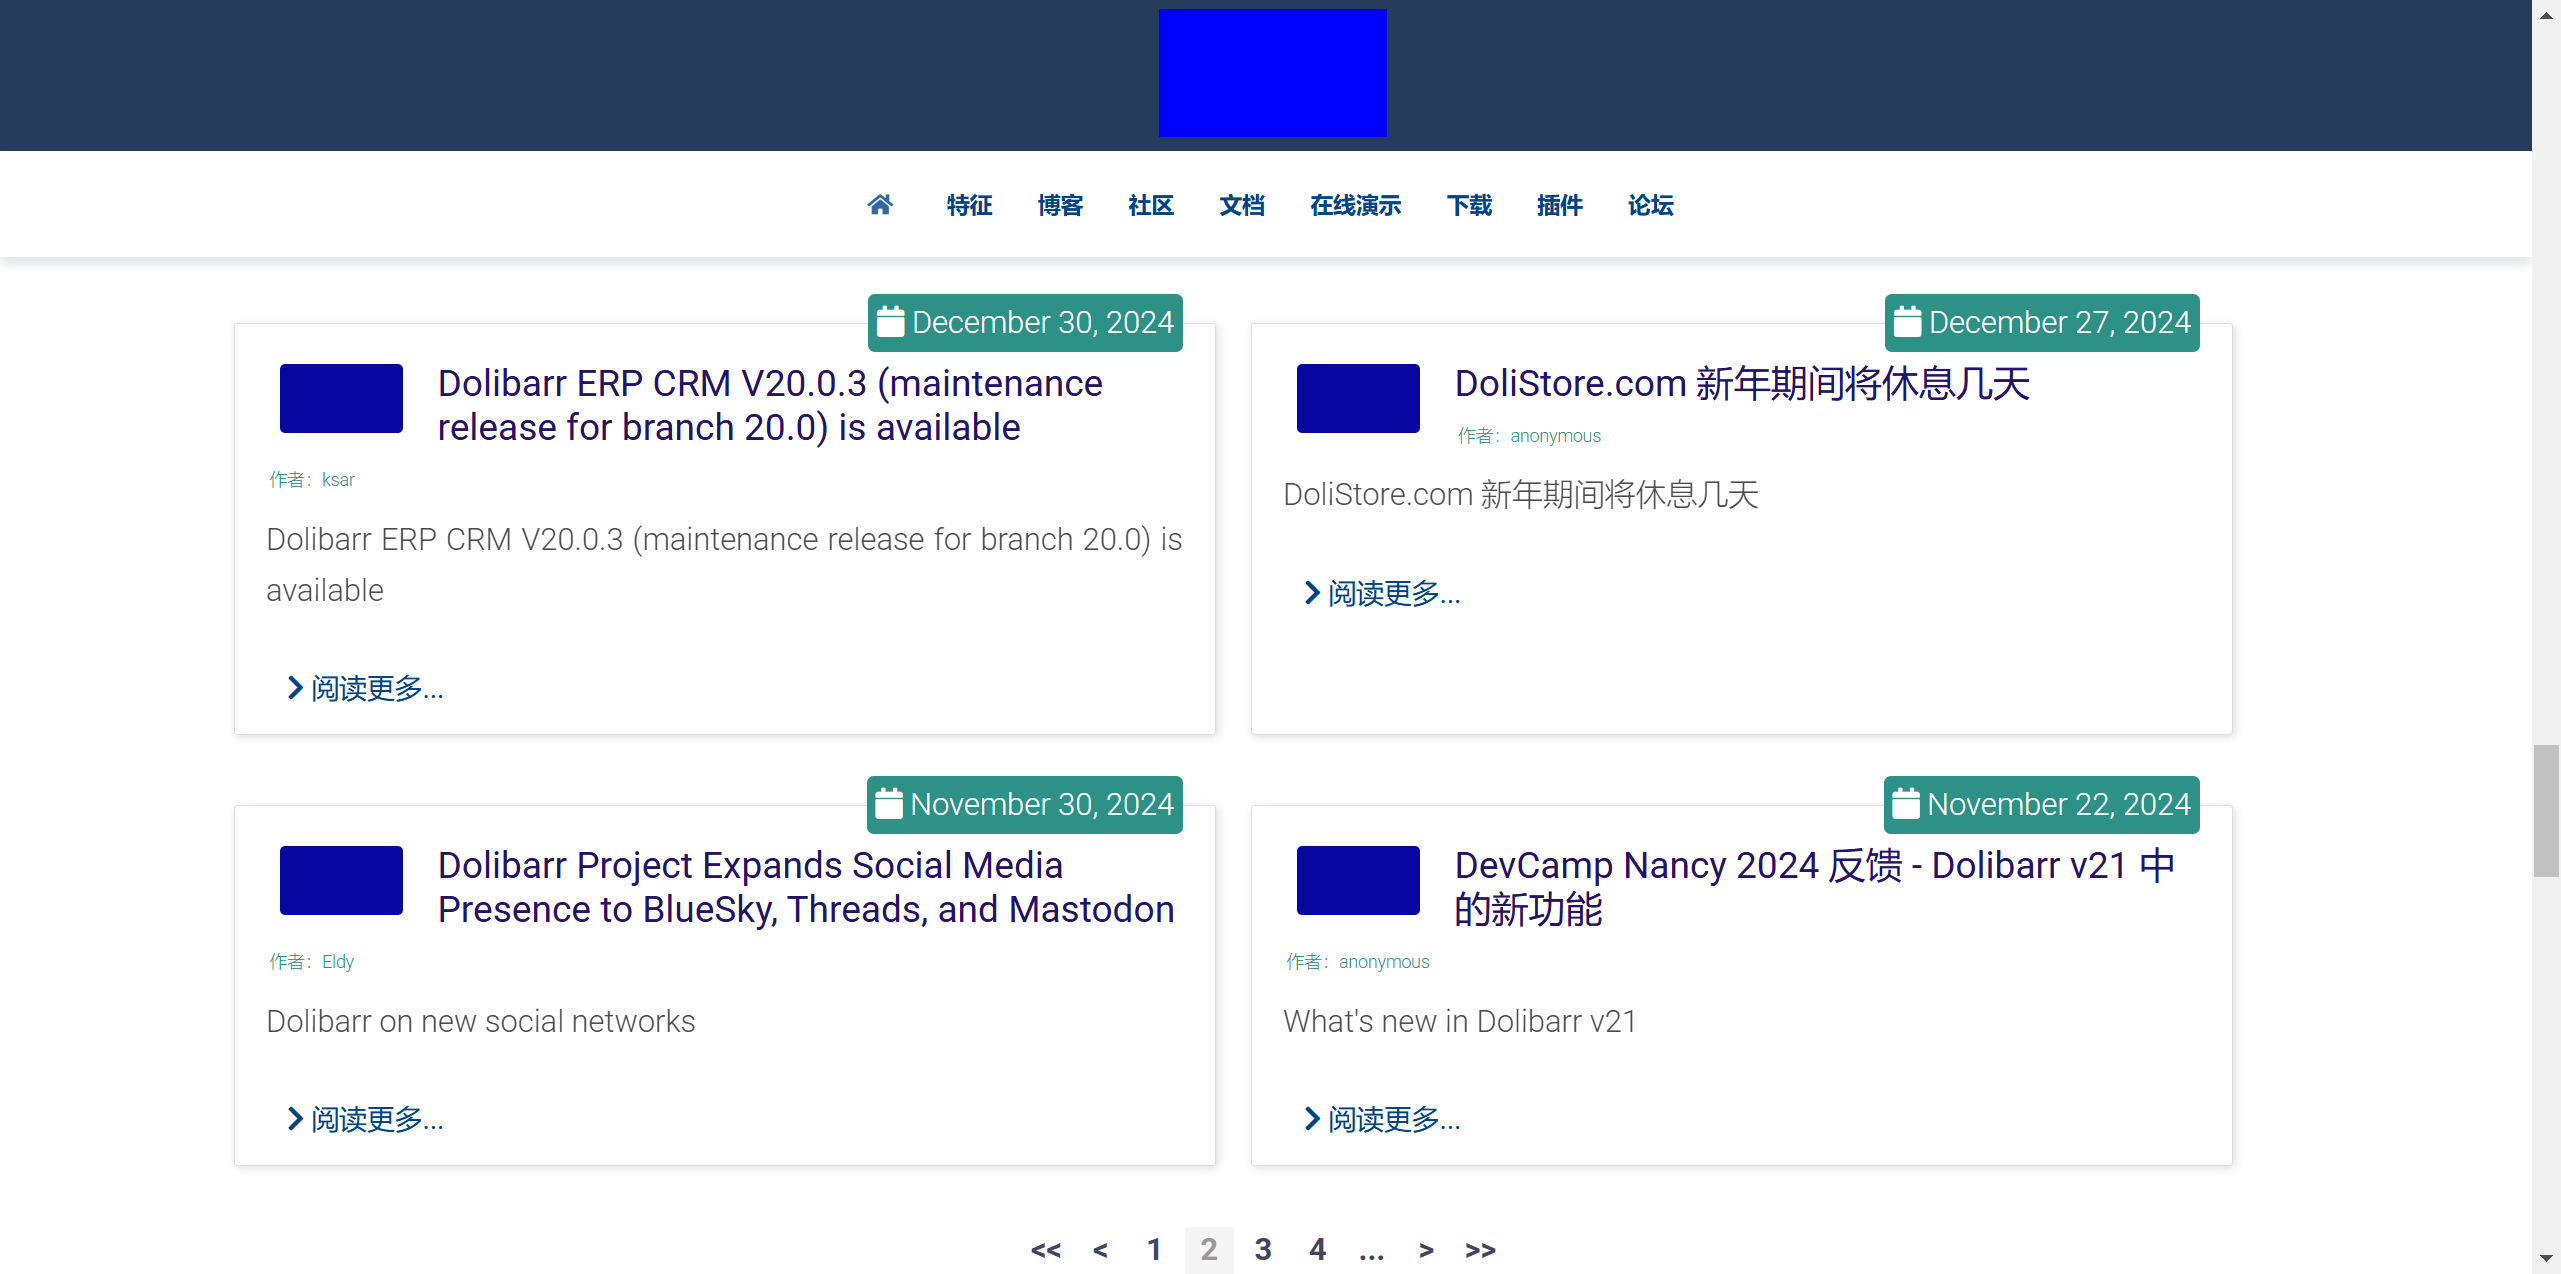 特征 博客 社区 文档 在线演示 下载 插件 论坛
December 30, 2024
Dolibarr ERP CRM V20.0.3 (maintenance
release for branch 20.0) is available
作者：ksar
Dolibarr ERP CRM V20.0.3 (maintenance release for branch 20.0) is
available
阅读更多...
December 27, 2024
DoliStore.com 新年期间将休息几天
作者：anonymous
DoliStore.com 新年期间将休息几天
阅读更多...
November 30, 2024
Dolibarr Project Expands Social Media
Presence to BlueSky, Threads, and Mastodon
作者：Eldy
Dolibarr on new social networks
阅读更多...
November 22, 2024
DevCamp Nancy 2024 反馈 - Dolibarr v21 中
的新功能
作者：anonymous
What's new in Dolibarr v21
阅读更多...
<< < 1 2 3 4 ... > >>